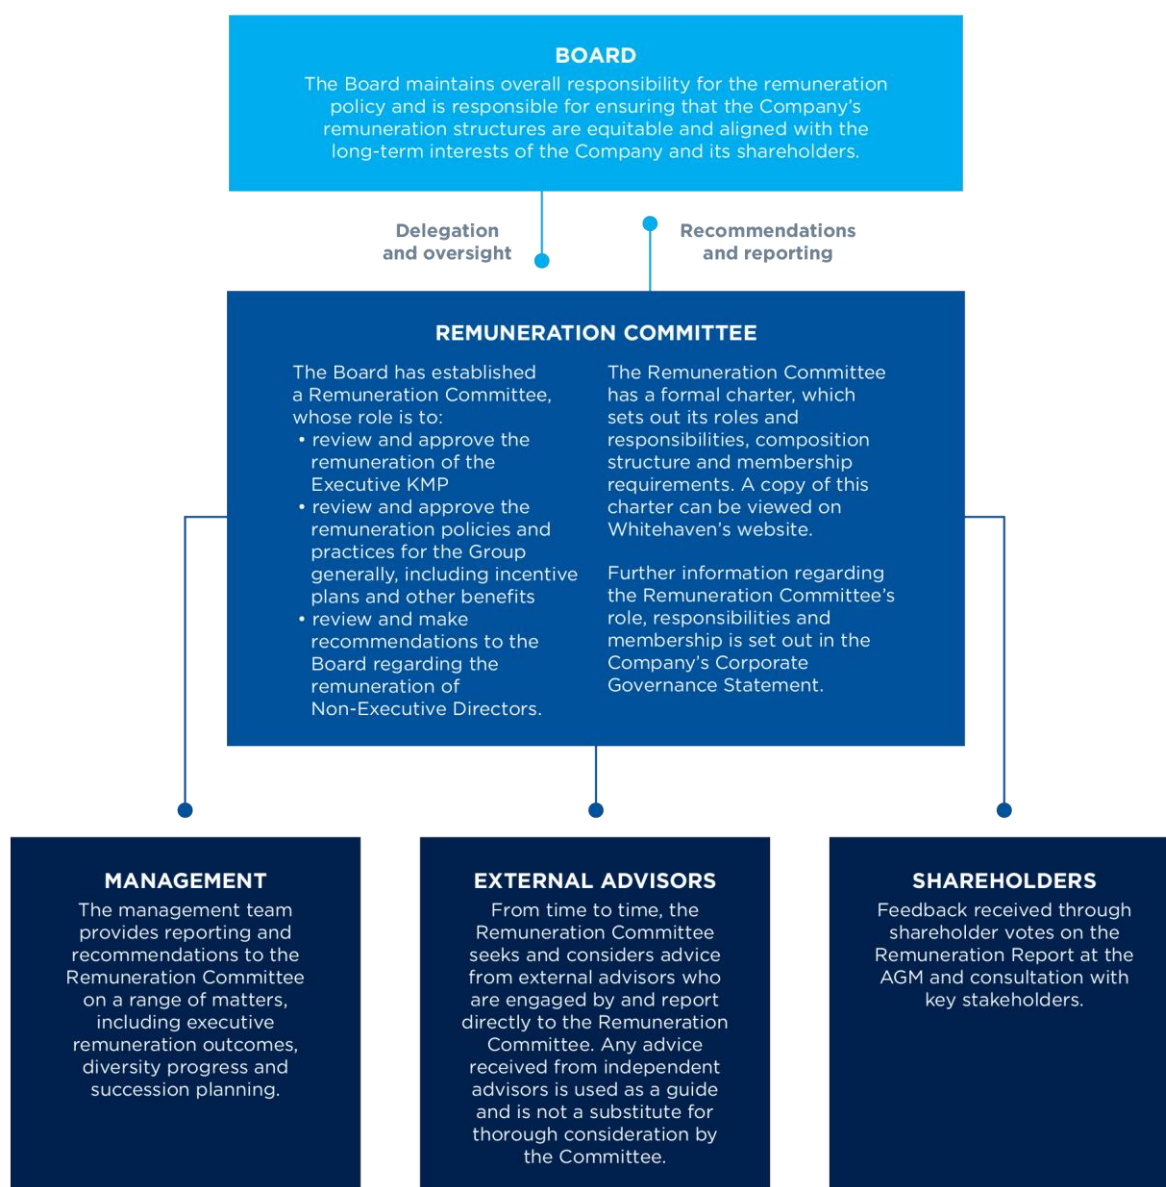 BOARD
The Board maintains overall responsibility for the remuneration
policy and is responsible for ensuring that the Company's
remuneration structures are equitable and aligned with the
long-term interests of the Company and its shareholders.
Delegation
and oversight
Recommendations
and reporting
REMUNERATION COMMITTEE
The Board has established
a Remuneration Committee,
whose role is to:
• review and approve the
remuneration of the
Executive KMP
• review and approve the
remuneration policies and
practices for the Group
generally, including incentive
plans and other benefits
• review and make
recommendations to the
Board regarding the
remuneration of
Non-Executive Directors.
The Remuneration Committee
has a formal charter, which
sets out its roles and
responsibilities, composition
structure and membership
requirements. A copy of this
charter can be viewed on
Whitehaven's website.
Further information regarding
the Remuneration Committee's
role, responsibilities and
membership is set out in the
Company's Corporate
Governance Statement.
MANAGEMENT
The management team
provides reporting and
recommendations to the
Remuneration Committee
on a range of matters,
including executive
remuneration outcomes,
diversity progress and
succession planning.
EXTERNAL ADVISORS
From time to time, the
Remuneration Committee
seeks and considers advice
from external advisors who
are engaged by and report
directly to the Remuneration
Committee. Any advice
received from independent
advisors is used as a guide
and is not a substitute for
thorough consideration by
the Committee.
SHAREHOLDERS
Feedback received through
shareholder votes on the
Remuneration Report at the
AGM and consultation with
key stakeholders.